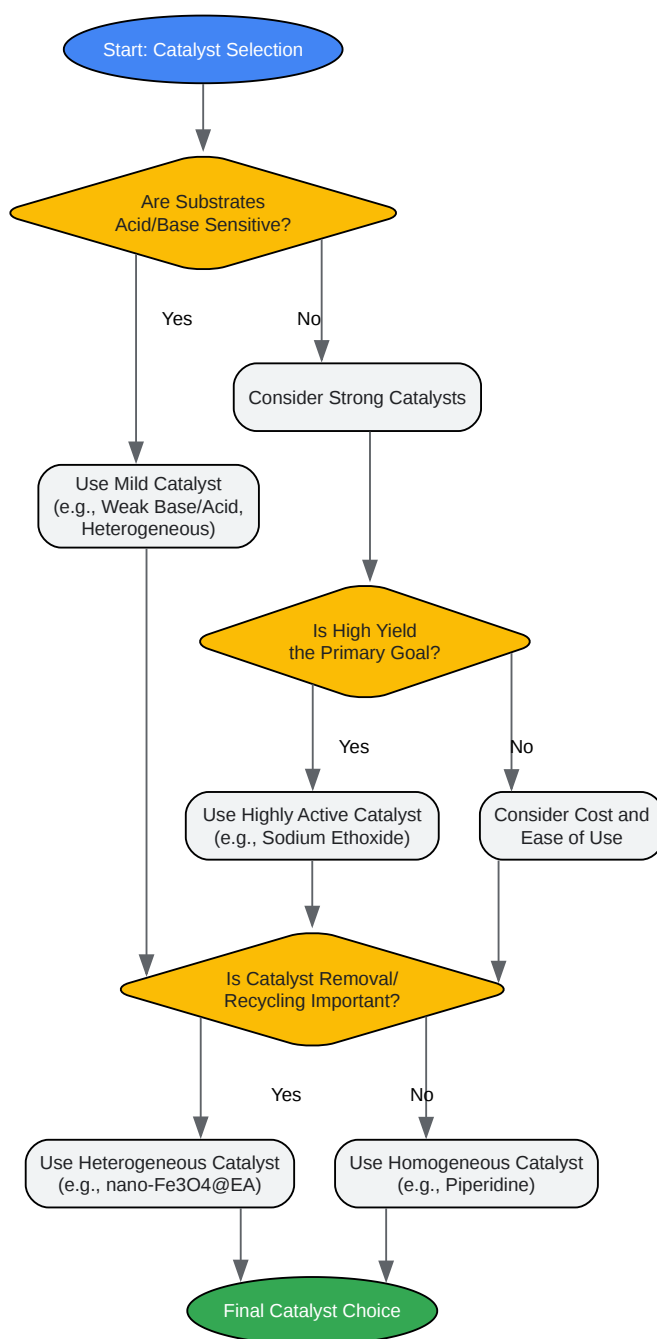 Start: Catalyst Selection
Are Substrates
Acid/Base Sensitive?
Yes
No
Consider Strong Catalysts
Use Mild Catalyst
(e.g., Weak Base/Acid,
Heterogeneous)
Is High Yield
the Primary Goal?
Yes
No
Use Highly Active Catalyst
(e.g., Sodium Ethoxide)
Consider Cost and
Ease of Use
Is Catalyst Removal/
Recycling Important?
Yes
No
Use Heterogeneous Catalyst
(e.g., nano-Fe3O4@EA)
Use Homogeneous Catalyst
(e.g., Piperidine)
Final Catalyst Choice